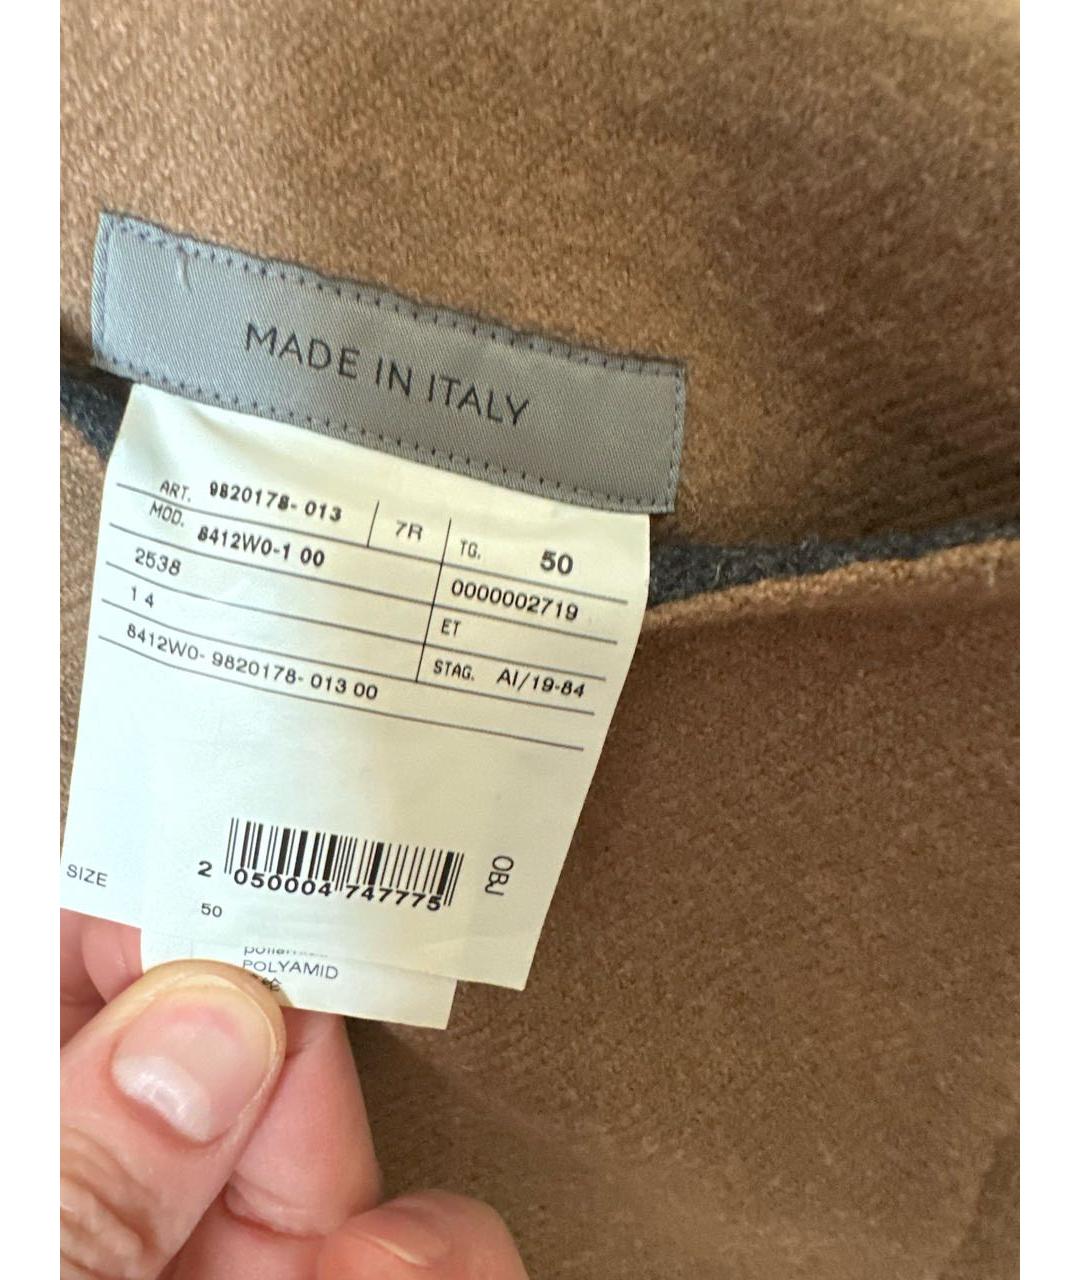 MADE IN ITALY
ART. 9820178-013 7R TG. 50
MOD. 8412W0-1 00 0000002719
2538 ET
1 4 STAG. AI/19-84
8412W0- 9820178- 013 00
2 050004 747775 OBJ
SIZE 50
POLYAMID